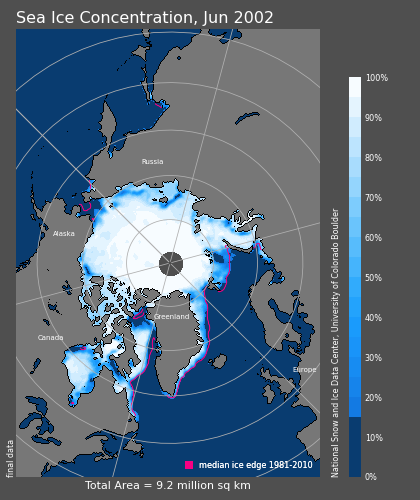 Sea Ice Concentration, Jun 2002
Russia
Alaska
Greenland
Canada
Europe
median ice edge 1981-2010
Total Area = 9.2 million sq km
final data
National Snow and Ice Data Center, University of Colorado Boulder
100%
90%
80%
70%
60%
50%
40%
30%
20%
10%
0%